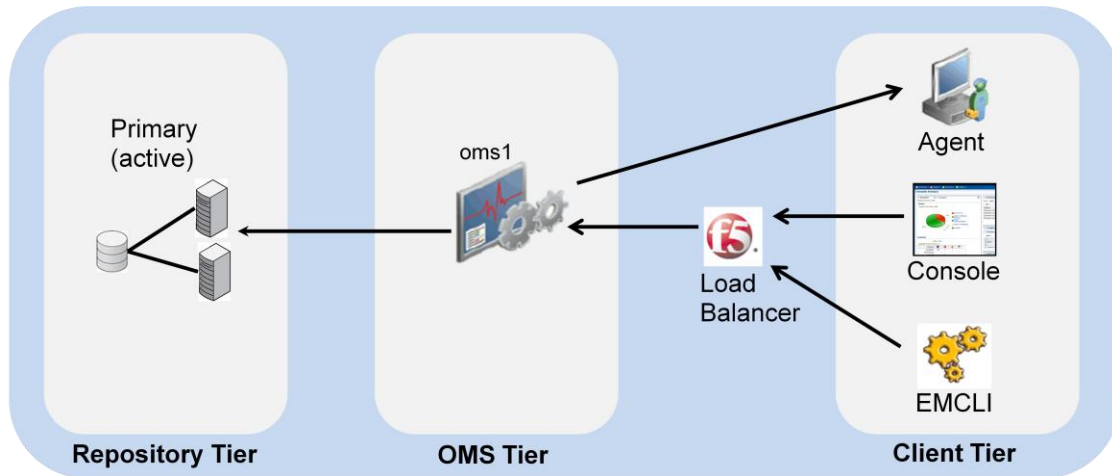 Primary
(active)
oms1
f5.
Load
Balancer
Agent
Console
EMCLI
Repository Tier
OMS Tier
Client Tier